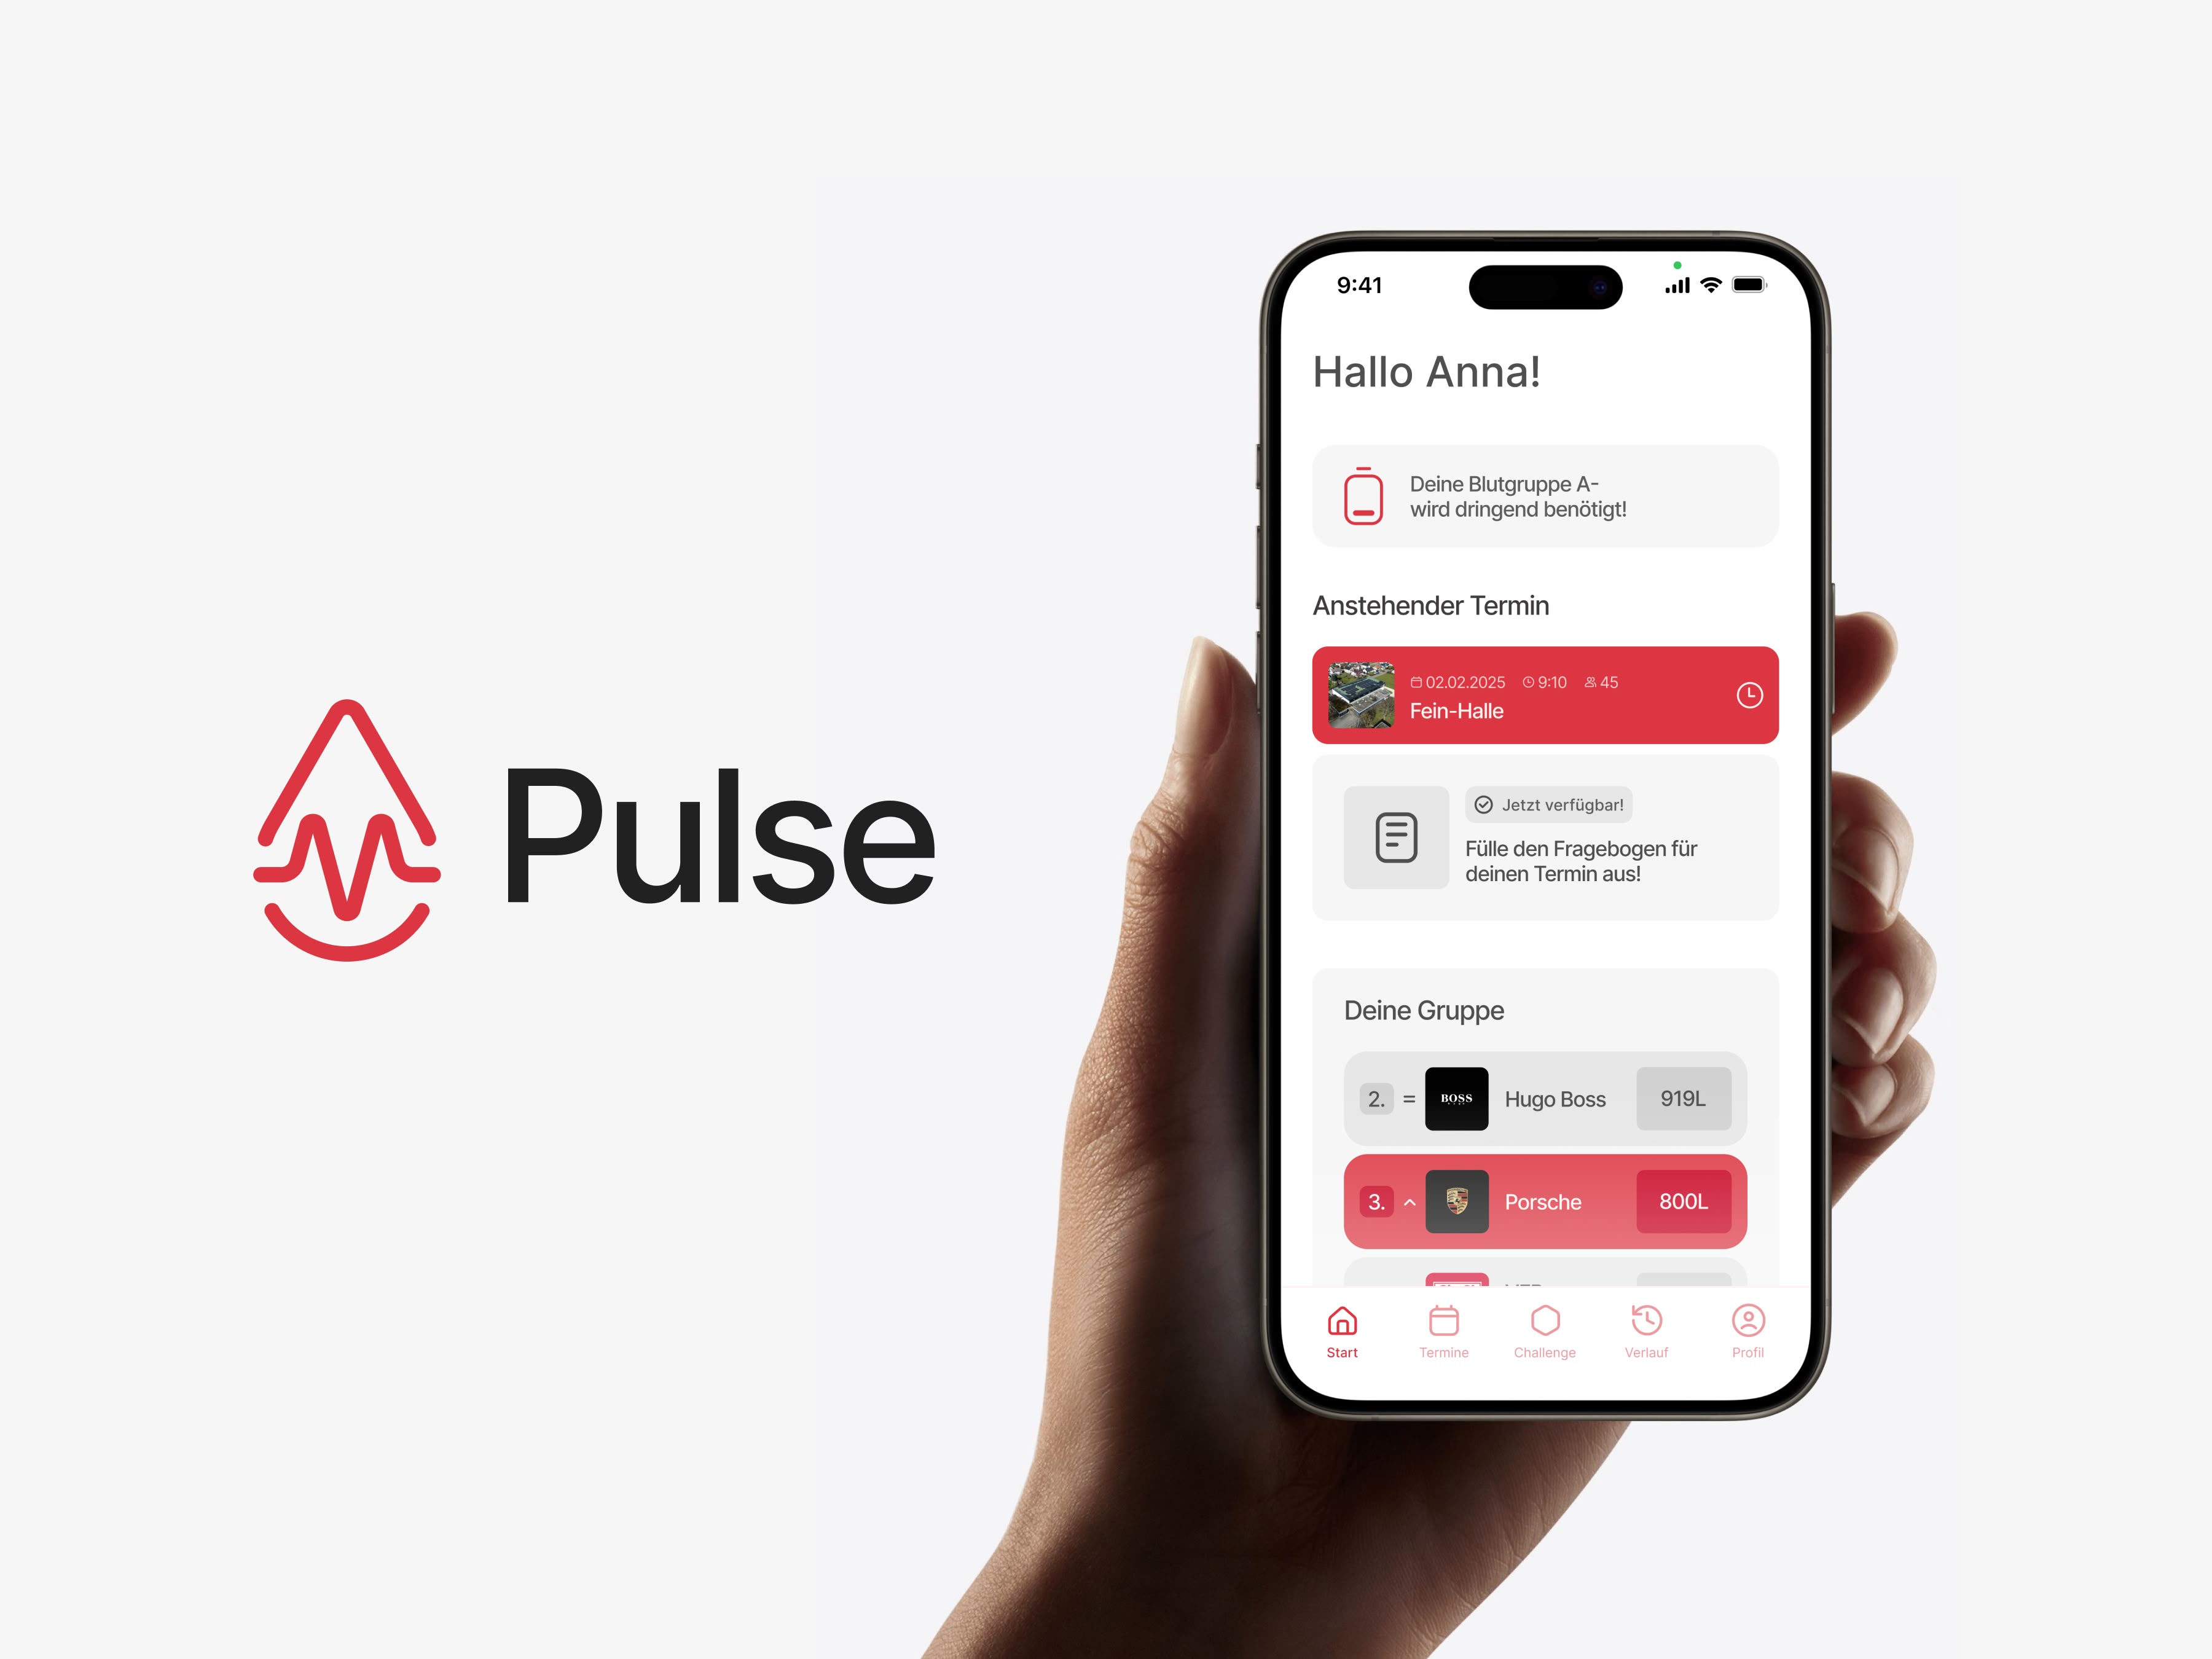 Pulse
9:41
Hallo Anna!
Deine Blutgruppe A-
wird dringend benötigt!
Anstehender Termin
02.02.2025 9:10 45
Fein-Halle
Jetzt verfügbar!
Fülle den Fragebogen für
deinen Termin aus!
Deine Gruppe
2. = BOSS Hugo Boss 919L
3. Porsche 800L
Start Termine Challenge Verlauf Profil